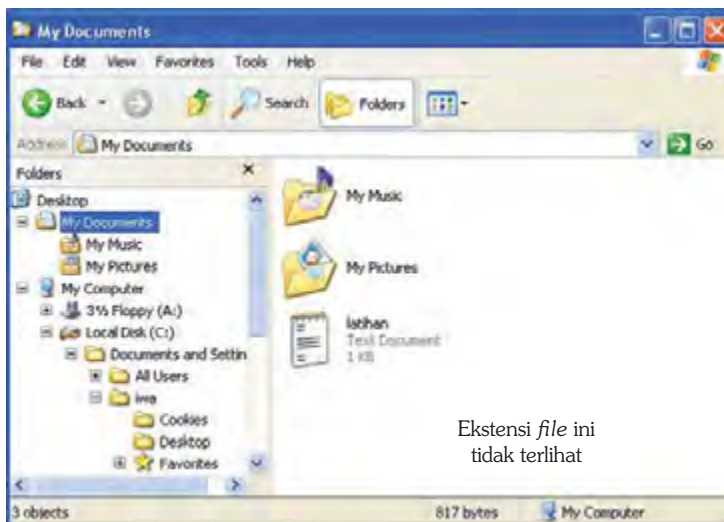 My Documents
File Edit View Favorites Tools Help
Back Search Folders
Address My Documents Go
Folders
Desktop
My Documents
My Music
My Pictures
My Computer
3½ Floppy (A:)
Local Disk (C:)
Documents and Settin
All Users
iwa
Cookies
Desktop
Favorites
My Music
My Pictures
latihan
Text Document
1 KB
Ekstensi file ini
tidak terlihat
3 objects 817 bytes My Computer